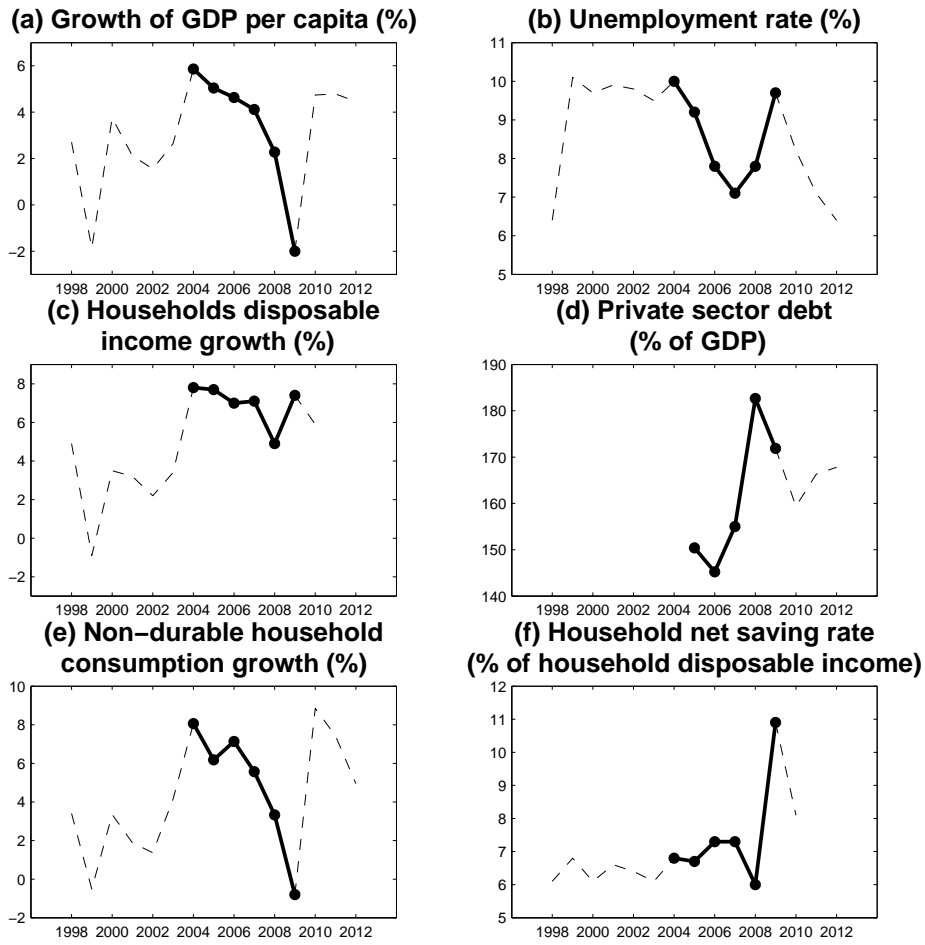 (a) Growth of GDP per capita (%)
6
4
2
0
−2
1998 2000 2002 2004 2006 2008 2010 2012
(b) Unemployment rate (%)
11
10
9
8
7
6
5
1998 2000 2002 2004 2006 2008 2010 2012
(c) Households disposable
income growth (%)
8
6
4
2
0
−2
1998 2000 2002 2004 2006 2008 2010 2012
(d) Private sector debt
(% of GDP)
190
180
170
160
150
140
1998 2000 2002 2004 2006 2008 2010 2012
(e) Non−durable household
consumption growth (%)
10
8
6
4
2
0
−2
1998 2000 2002 2004 2006 2008 2010 2012
(f) Household net saving rate
(% of household disposable income)
12
11
10
9
8
7
6
5
1998 2000 2002 2004 2006 2008 2010 2012